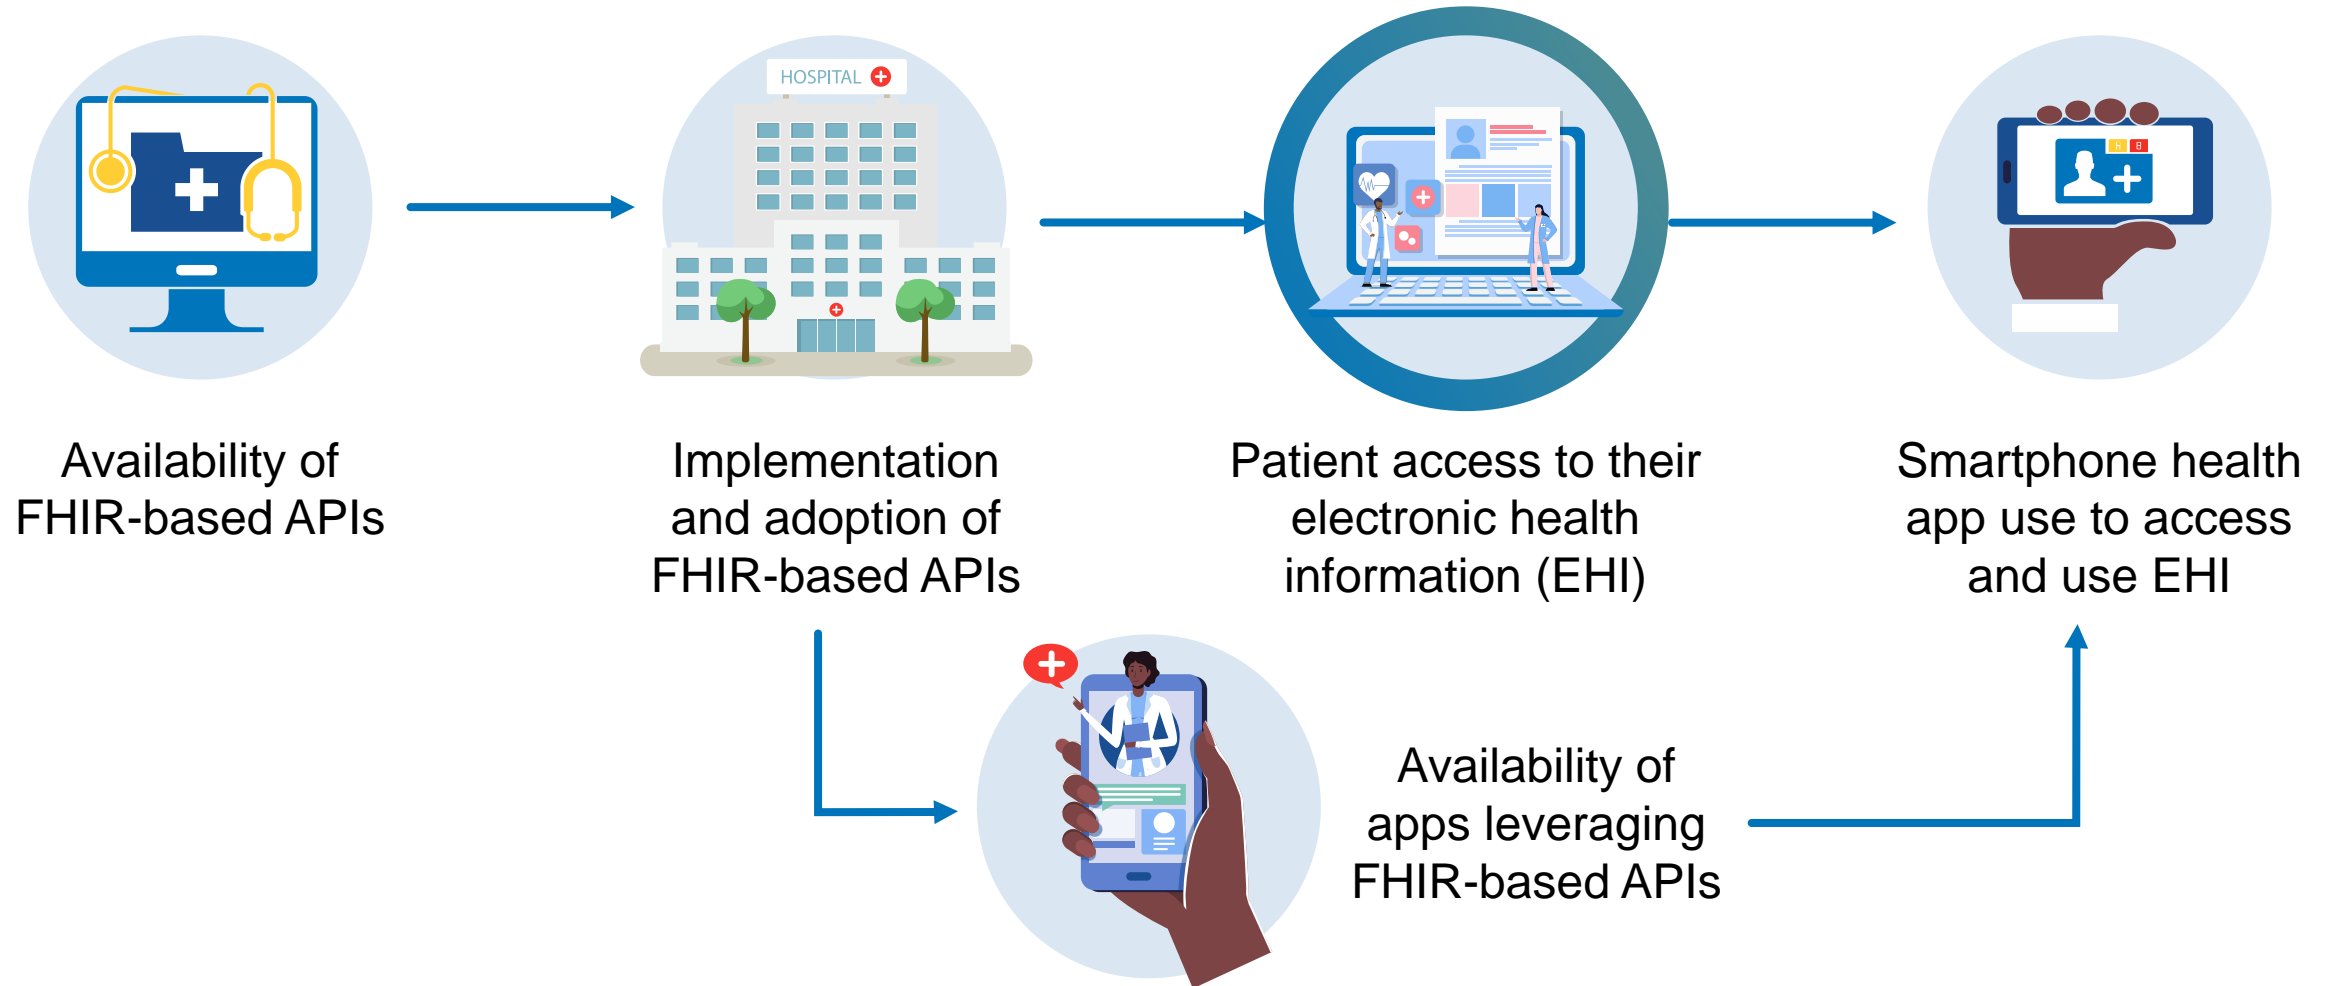 HOSPITAL
Availability of
FHIR-based APIs
Implementation
and adoption of
FHIR-based APIs
Patient access to their
electronic health
information (EHI)
Smartphone health
app use to access
and use EHI
Availability of
apps leveraging
FHIR-based APIs